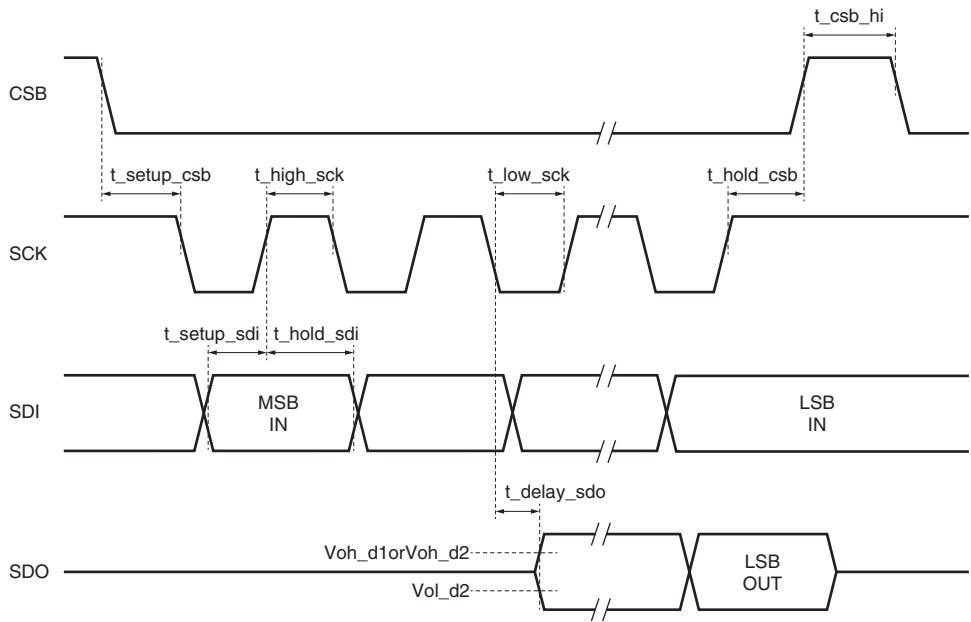 t_csb_hi
CSB
t_setup_csb
t_high_sck
t_low_sck
t_hold_csb
SCK
t_setup_sdi
t_hold_sdi
SDI
MSB
IN
LSB
IN
t_delay_sdo
Voh_d1orVoh_d2
SDO
Vol_d2
LSB
OUT